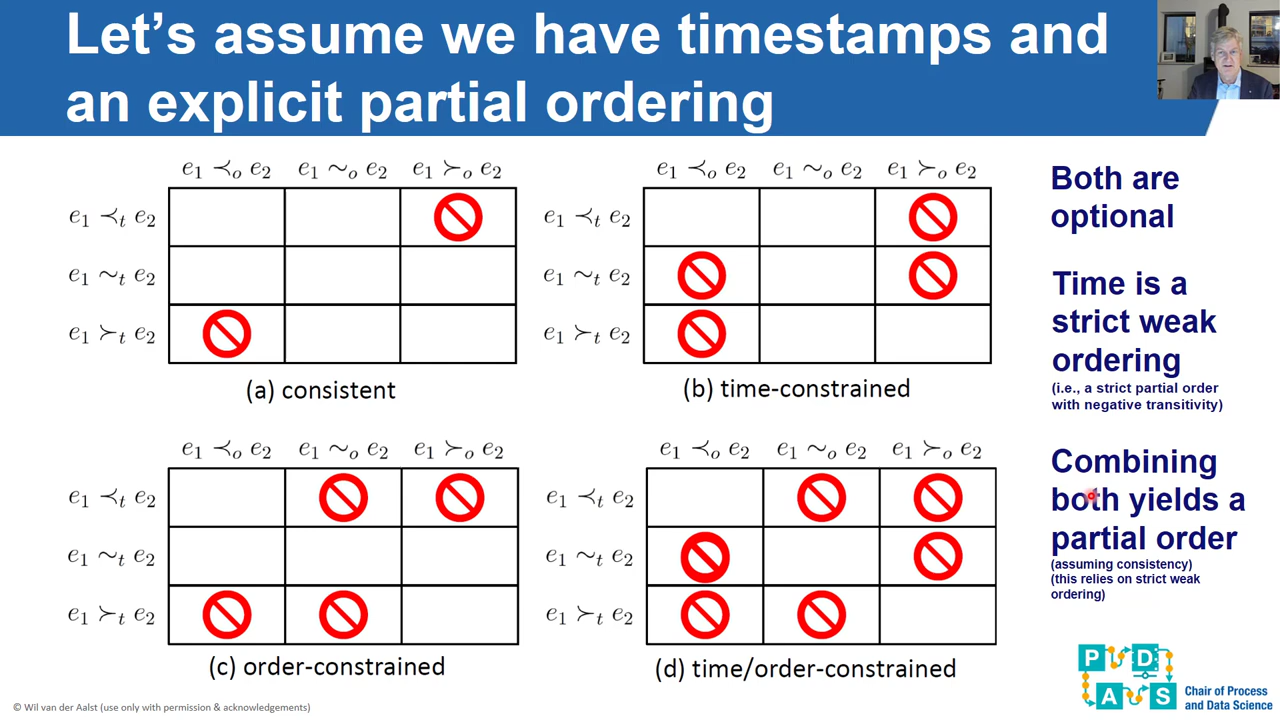 Let's assume we have timestamps and
an explicit partial ordering
e₁ ≺ₒ e₂ e₁ ∼ₒ e₂ e₁ ≻ₒ e₂
e₁ ≺ₜ e₂
e₁ ∼ₜ e₂
e₁ ≻ₜ e₂
(a) consistent
e₁ ≺ₒ e₂ e₁ ∼ₒ e₂ e₁ ≻ₒ e₂
e₁ ≺ₜ e₂
e₁ ∼ₜ e₂
e₁ ≻ₜ e₂
(b) time-constrained
e₁ ≺ₒ e₂ e₁ ∼ₒ e₂ e₁ ≻ₒ e₂
e₁ ≺ₜ e₂
e₁ ∼ₜ e₂
e₁ ≻ₜ e₂
(c) order-constrained
e₁ ≺ₒ e₂ e₁ ∼ₒ e₂ e₁ ≻ₒ e₂
e₁ ≺ₜ e₂
e₁ ∼ₜ e₂
e₁ ≻ₜ e₂
(d) time/order-constrained
Both are
optional
Time is a
strict weak
ordering
(i.e., a strict partial order
with negative transitivity)
Combining
both yields a
partial order
(assuming consistency)
(this relies on strict weak
ordering)
P D
A S
Chair of Process
and Data Science
© Wil van der Aalst (use only with permission & acknowledgements)